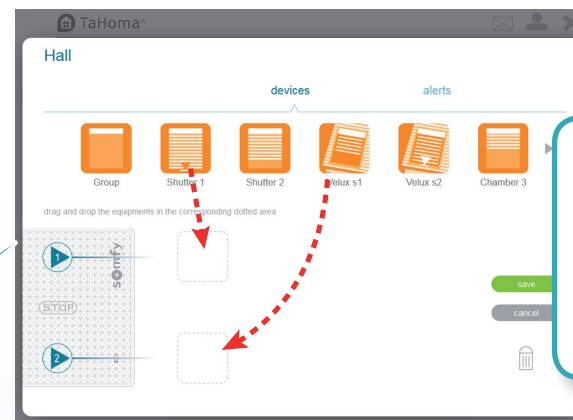 TaHoma®
Hall
devices alerts
Group Shutter 1 Shutter 2 Velux s1 Velux s2 Chamber 3
drag and drop the equipments in the corresponding dotted area
1
somfy
save
STOP
cancel
2